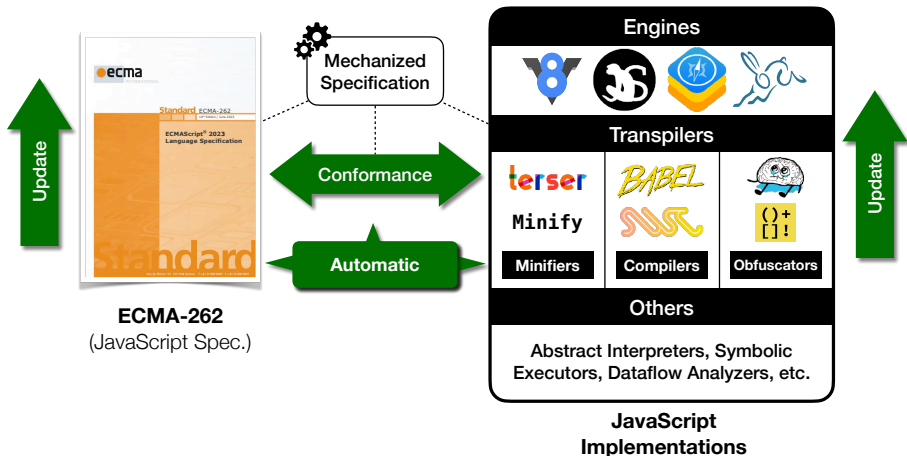 Update
ecma
Standard ECMA-262
ECMAScript® 2023
Language Specification
Standard
ECMA-262
(JavaScript Spec.)
Mechanized
Specification
Conformance
Automatic
Engines
8
Transpilers
terser
Minify
Minifiers
BABEL
Compilers
()+
[]!
Obfuscators
Others
Abstract Interpreters, Symbolic
Executors, Dataflow Analyzers, etc.
JavaScript
Implementations
Update